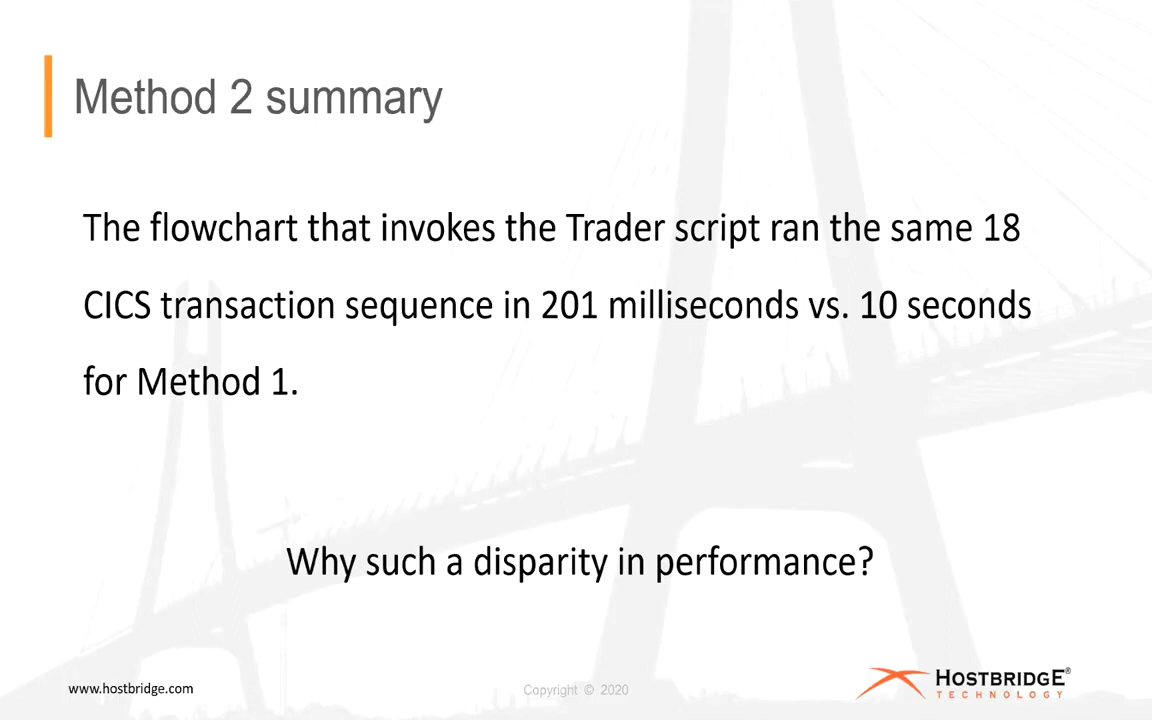 Method 2 summary
The flowchart that invokes the Trader script ran the same 18
CICS transaction sequence in 201 milliseconds vs. 10 seconds
for Method 1.
Why such a disparity in performance?
www.hostbridge.com
Copyright © 2020
HOSTBRIDGE®
TECHNOLOGY